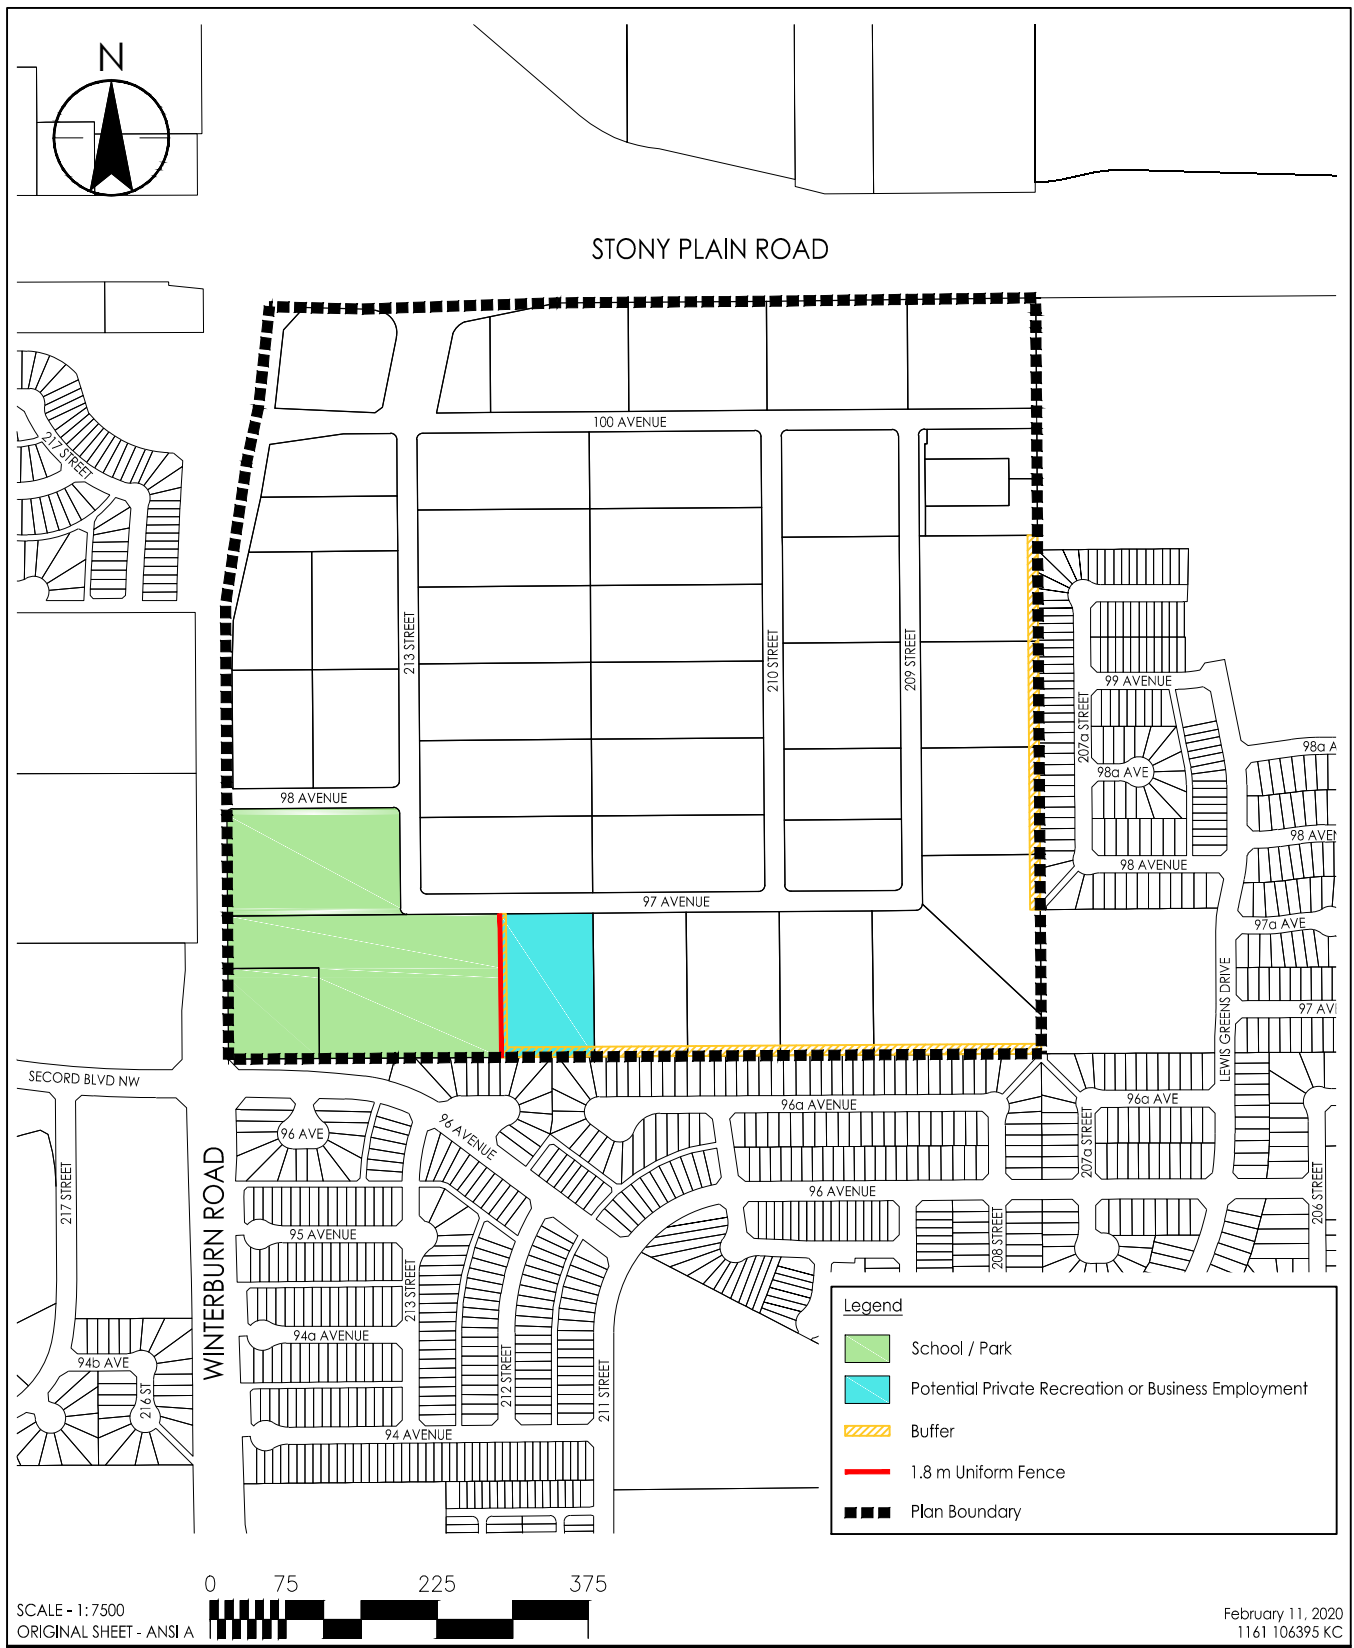 N
STONY PLAIN ROAD
100 AVENUE
217 STREET
213 STREET
210 STREET
209 STREET
99 AVENUE
207a STREET
98a A
98a AVE
98 AVENUE
98 AVEN
98 AVENUE
97 AVENUE
97a AVE
LEWIS GREENS DRIVE
97 AVE
SECORD BLVD NW
96a AVENUE
96a AVE
96 AVE
96 AVENUE
207a STREET
217 STREET
WINTERBURN ROAD
96 AVENUE
206 STREET
95 AVENUE
208 STREET
213 STREET
94a AVENUE
94b AVE
216 ST
212 STREET
211 STREET
94 AVENUE
Legend
School / Park
Potential Private Recreation or Business Employment
Buffer
1.8 m Uniform Fence
Plan Boundary
0 75 225 375
SCALE - 1:7500
ORIGINAL SHEET - ANSI A
February 11, 2020
1161 106395 KC